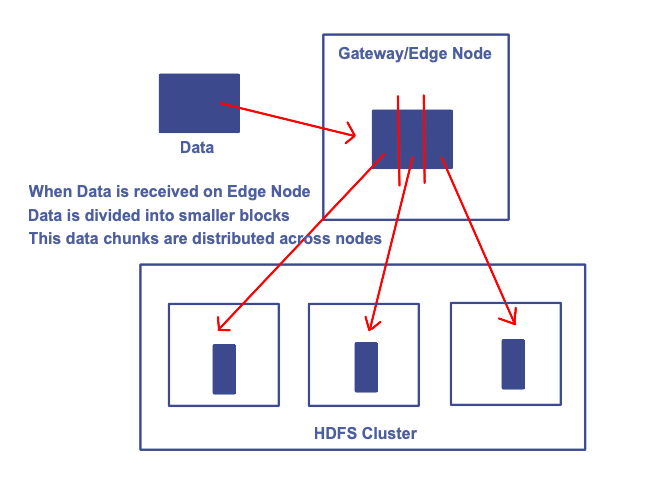 Gateway/Edge Node
Data
When Data is received on Edge Node
Data is divided into smaller blocks
This data chunks are distributed across nodes
HDFS Cluster